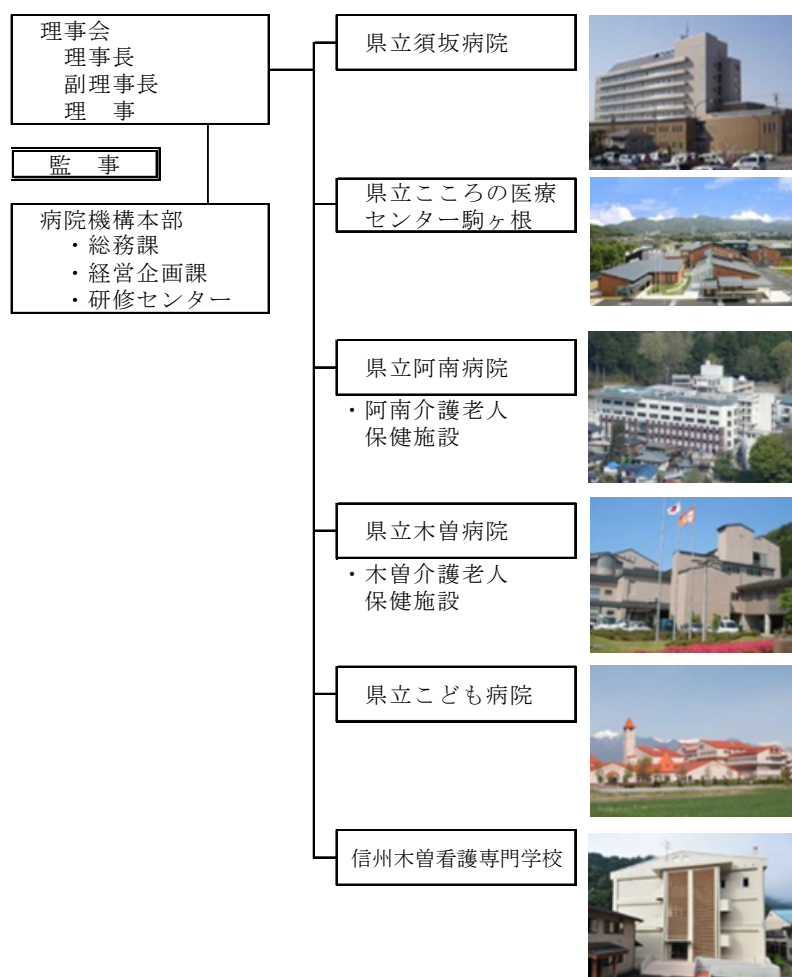 理事会
理事長
副理事長
理　事
監　事
病院機構本部
・総務課
・経営企画課
・研修センター
県立須坂病院
県立こころの医療
センター駒ヶ根
県立阿南病院
・阿南介護老人
保健施設
県立木曽病院
・木曽介護老人
保健施設
県立こども病院
信州木曽看護専門学校